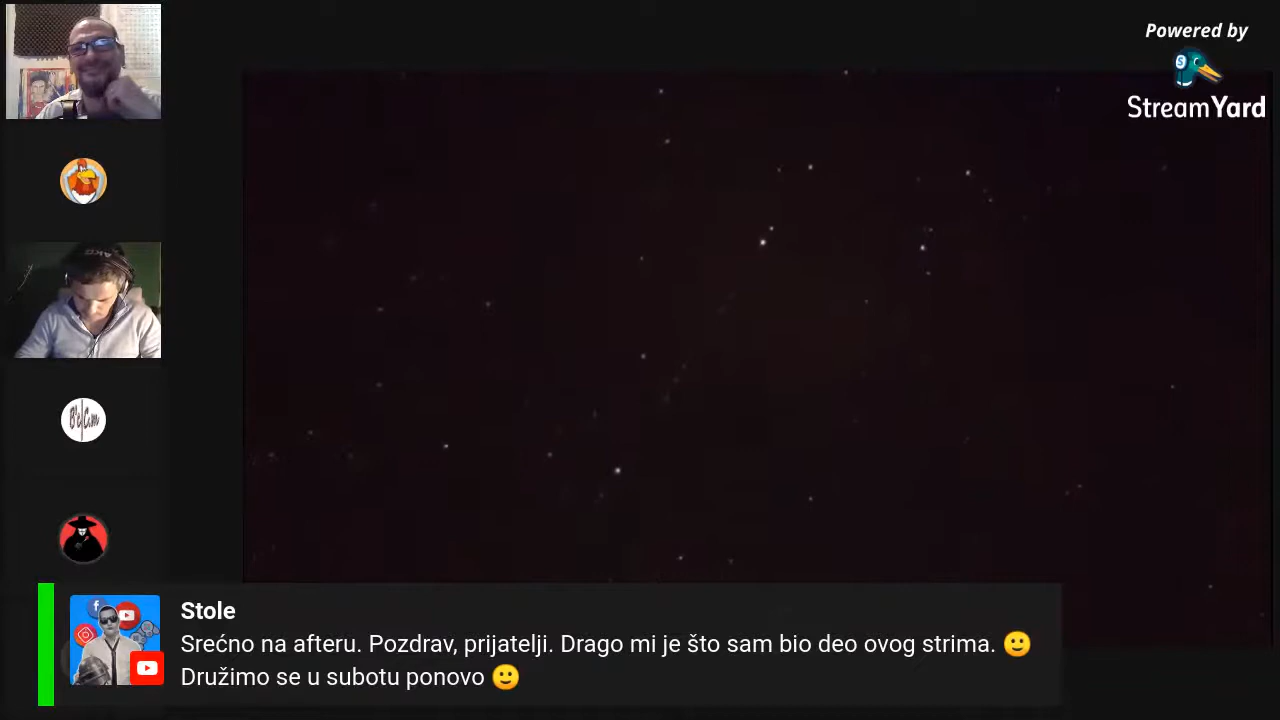 Powered by
StreamYard
Stole
Srećno na afteru. Pozdrav, prijatelji. Drago mi je što sam bio deo ovog strima. 🙂
Družimo se u subotu ponovo 🙂